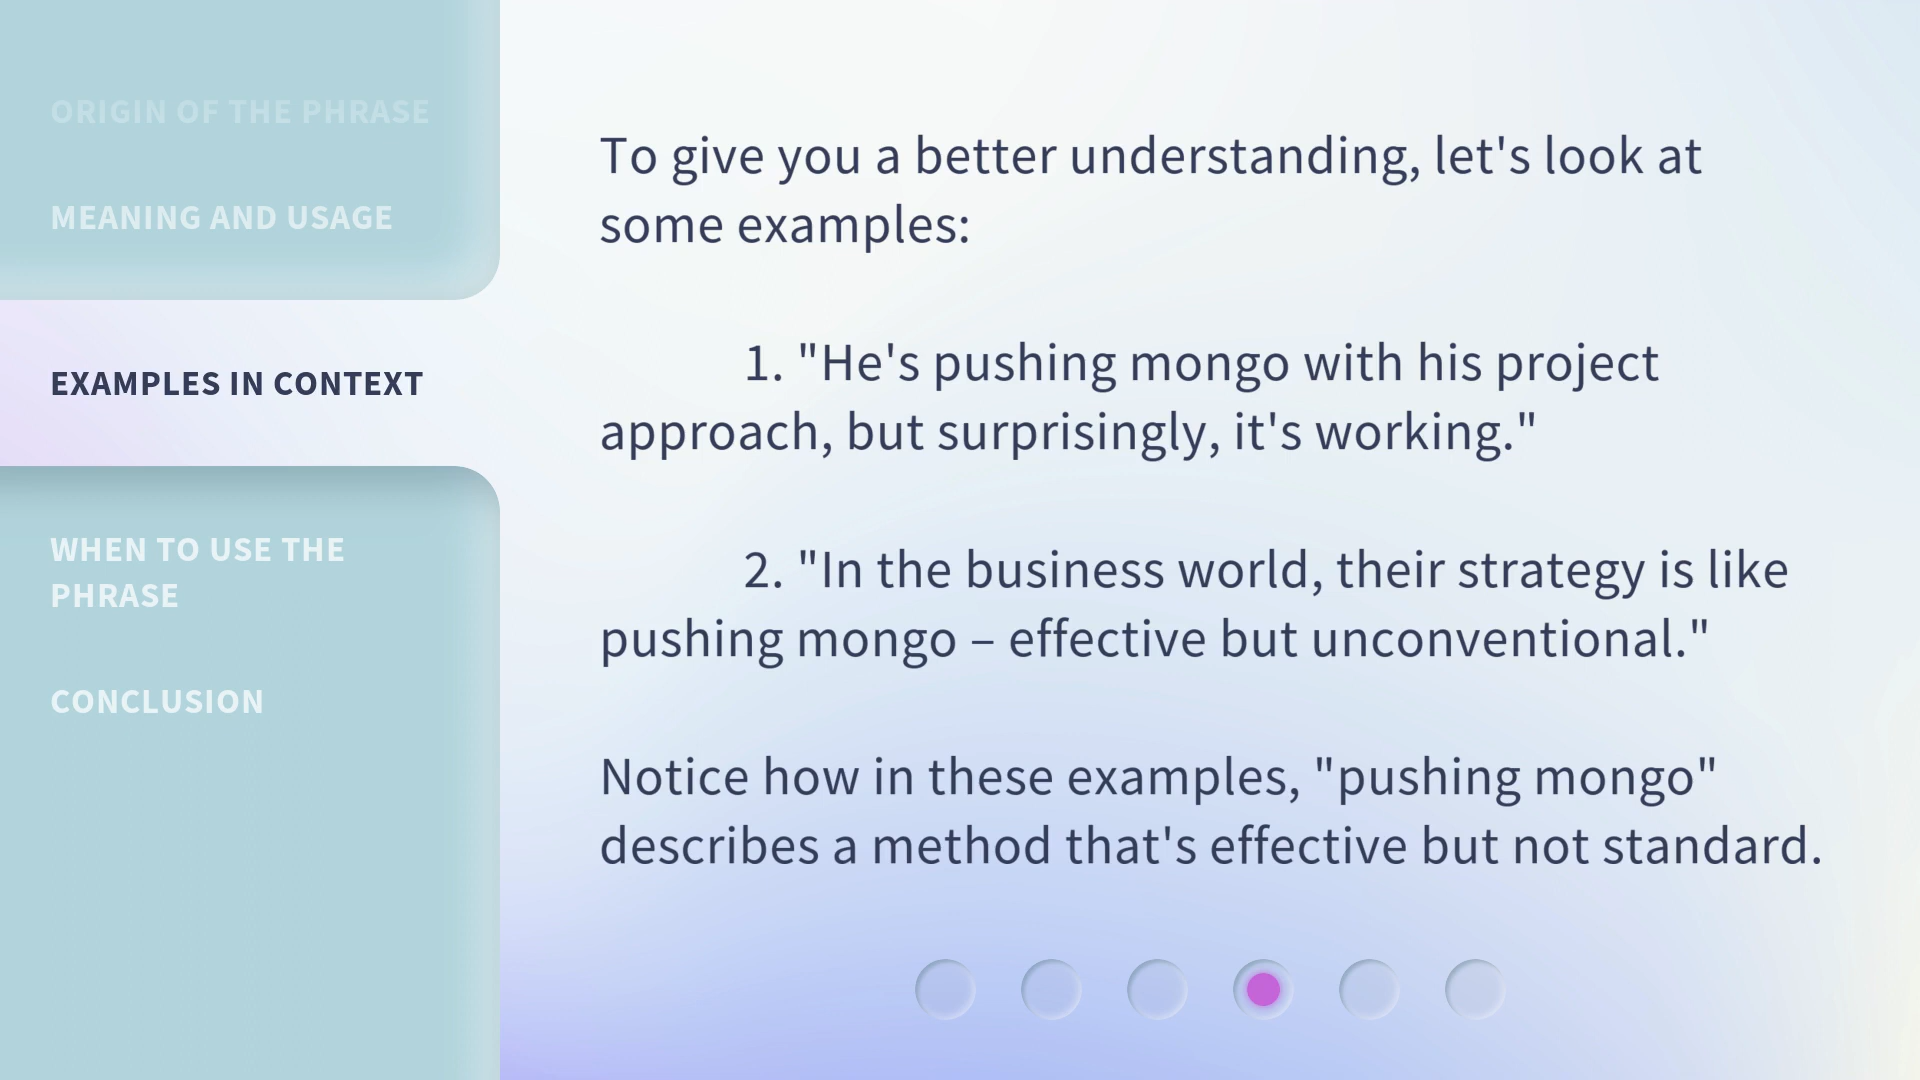 ORIGIN OF THE PHRASE
MEANING AND USAGE
EXAMPLES IN CONTEXT
WHEN TO USE THE
PHRASE
CONCLUSION
To give you a better understanding, let's look at
some examples:
1. "He's pushing mongo with his project
approach, but surprisingly, it's working."
2. "In the business world, their strategy is like
pushing mongo – effective but unconventional."
Notice how in these examples, "pushing mongo"
describes a method that's effective but not standard.